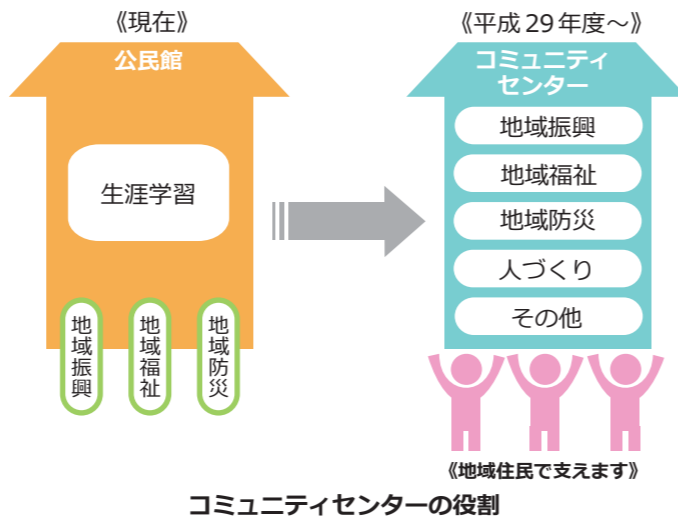 《現在》
公民館
生涯学習
地域振興
地域福祉
地域防災
《平成29年度～》
コミュニティ
センター
地域振興
地域福祉
地域防災
人づくり
その他
《地域住民で支えます》
コミュニティセンターの役割